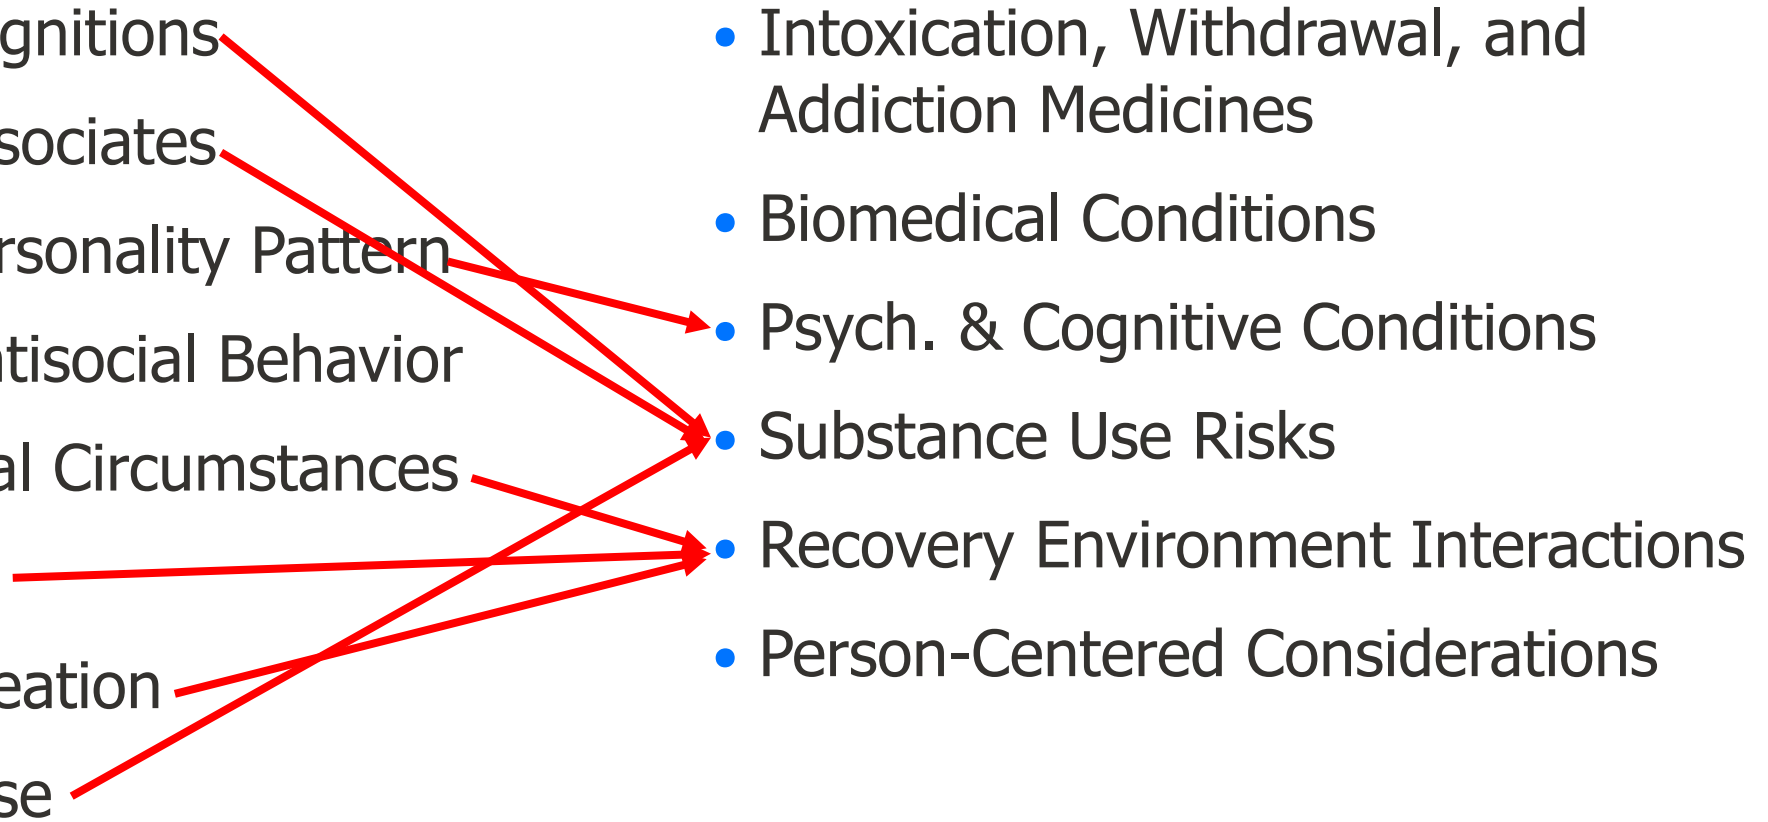 gnitions
sociates
rsonality Pattern
tisocial Behavior
al Circumstances
eation
se
Intoxication, Withdrawal, and
Addiction Medicines
Biomedical Conditions
Psych. & Cognitive Conditions
Substance Use Risks
Recovery Environment Interactions
Person-Centered Considerations